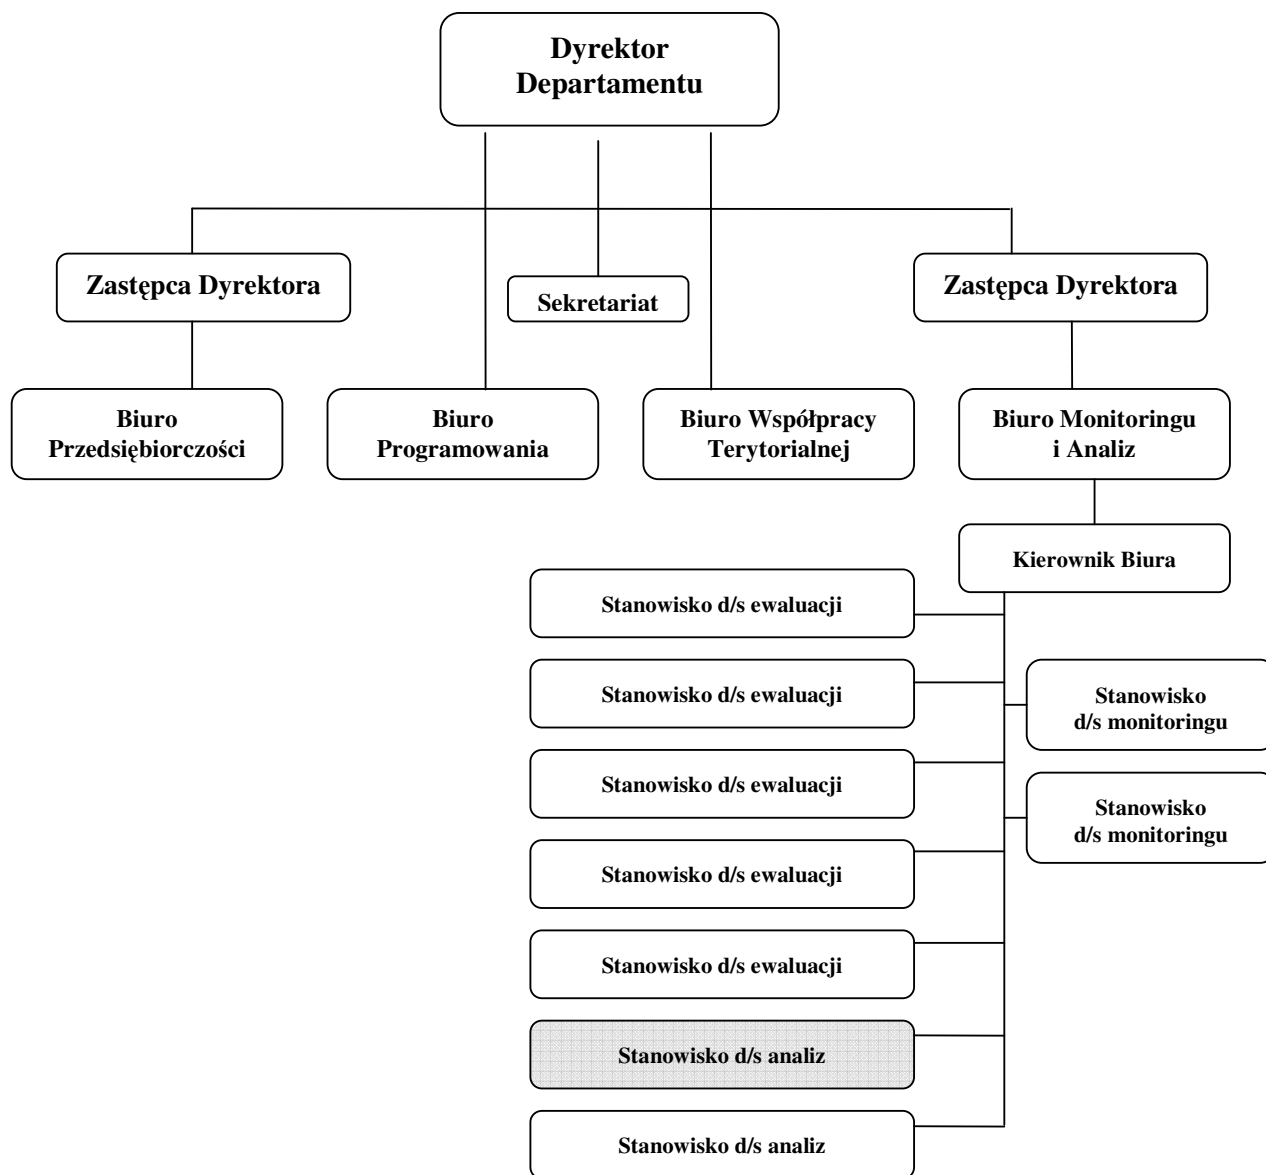 Dyrektor
Departamentu
Zastępca Dyrektora
Sekretariat
Zastępca Dyrektora
Biuro
Przedsiębiorczości
Biuro
Programowania
Biuro Współpracy
Terytorialnej
Biuro Monitoringu
i Analiz
Kierownik Biura
Stanowisko d/s ewaluacji
Stanowisko d/s ewaluacji
Stanowisko
d/s monitoringu
Stanowisko d/s ewaluacji
Stanowisko
d/s monitoringu
Stanowisko d/s ewaluacji
Stanowisko d/s ewaluacji
Stanowisko d/s analiz
Stanowisko d/s analiz